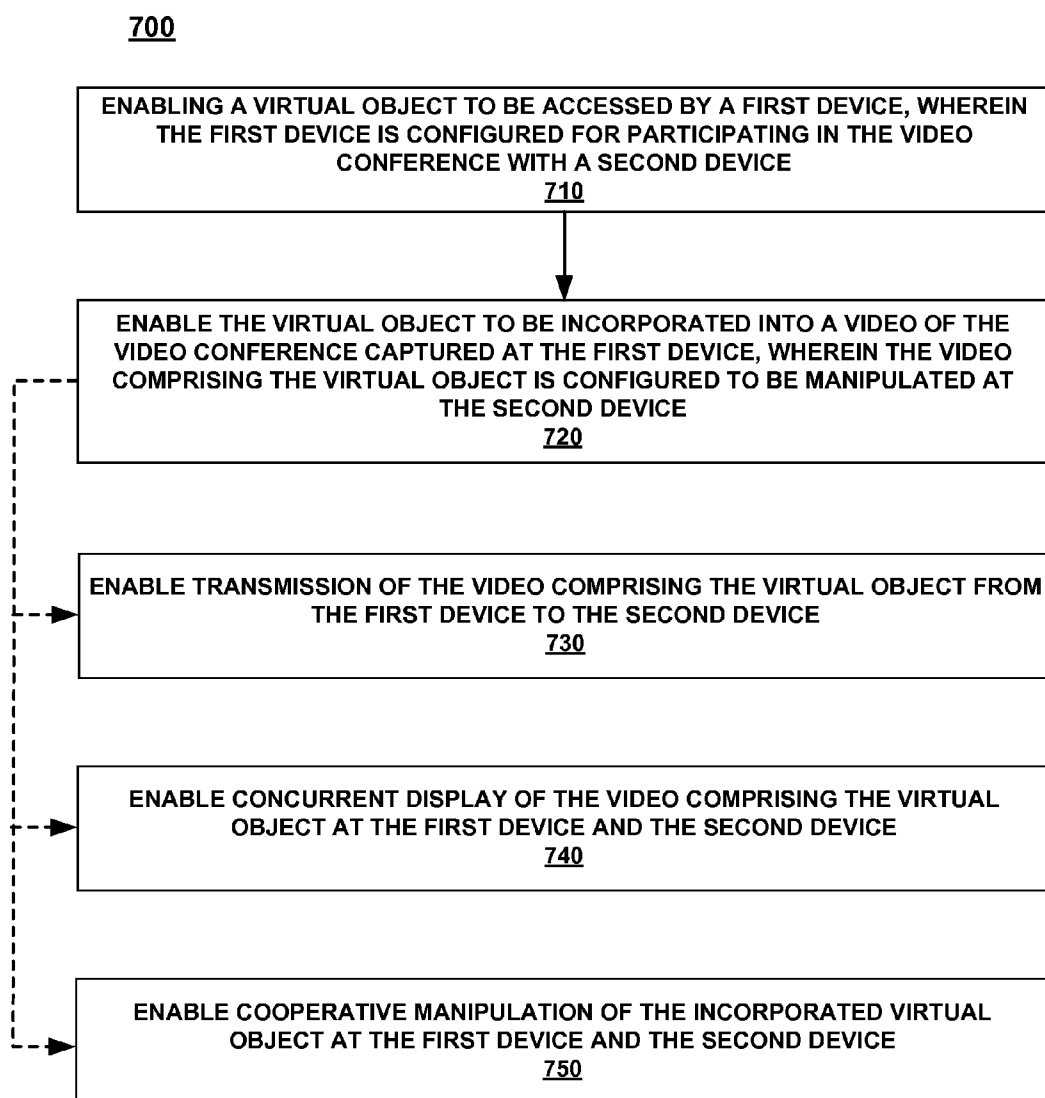 700
ENABLING A VIRTUAL OBJECT TO BE ACCESSED BY A FIRST DEVICE, WHEREIN
THE FIRST DEVICE IS CONFIGURED FOR PARTICIPATING IN THE VIDEO
CONFERENCE WITH A SECOND DEVICE
710
ENABLE THE VIRTUAL OBJECT TO BE INCORPORATED INTO A VIDEO OF THE
VIDEO CONFERENCE CAPTURED AT THE FIRST DEVICE, WHEREIN THE VIDEO
COMPRISING THE VIRTUAL OBJECT IS CONFIGURED TO BE MANIPULATED AT
THE SECOND DEVICE
720
ENABLE TRANSMISSION OF THE VIDEO COMPRISING THE VIRTUAL OBJECT FROM
THE FIRST DEVICE TO THE SECOND DEVICE
730
ENABLE CONCURRENT DISPLAY OF THE VIDEO COMPRISING THE VIRTUAL
OBJECT AT THE FIRST DEVICE AND THE SECOND DEVICE
740
ENABLE COOPERATIVE MANIPULATION OF THE INCORPORATED VIRTUAL
OBJECT AT THE FIRST DEVICE AND THE SECOND DEVICE
750